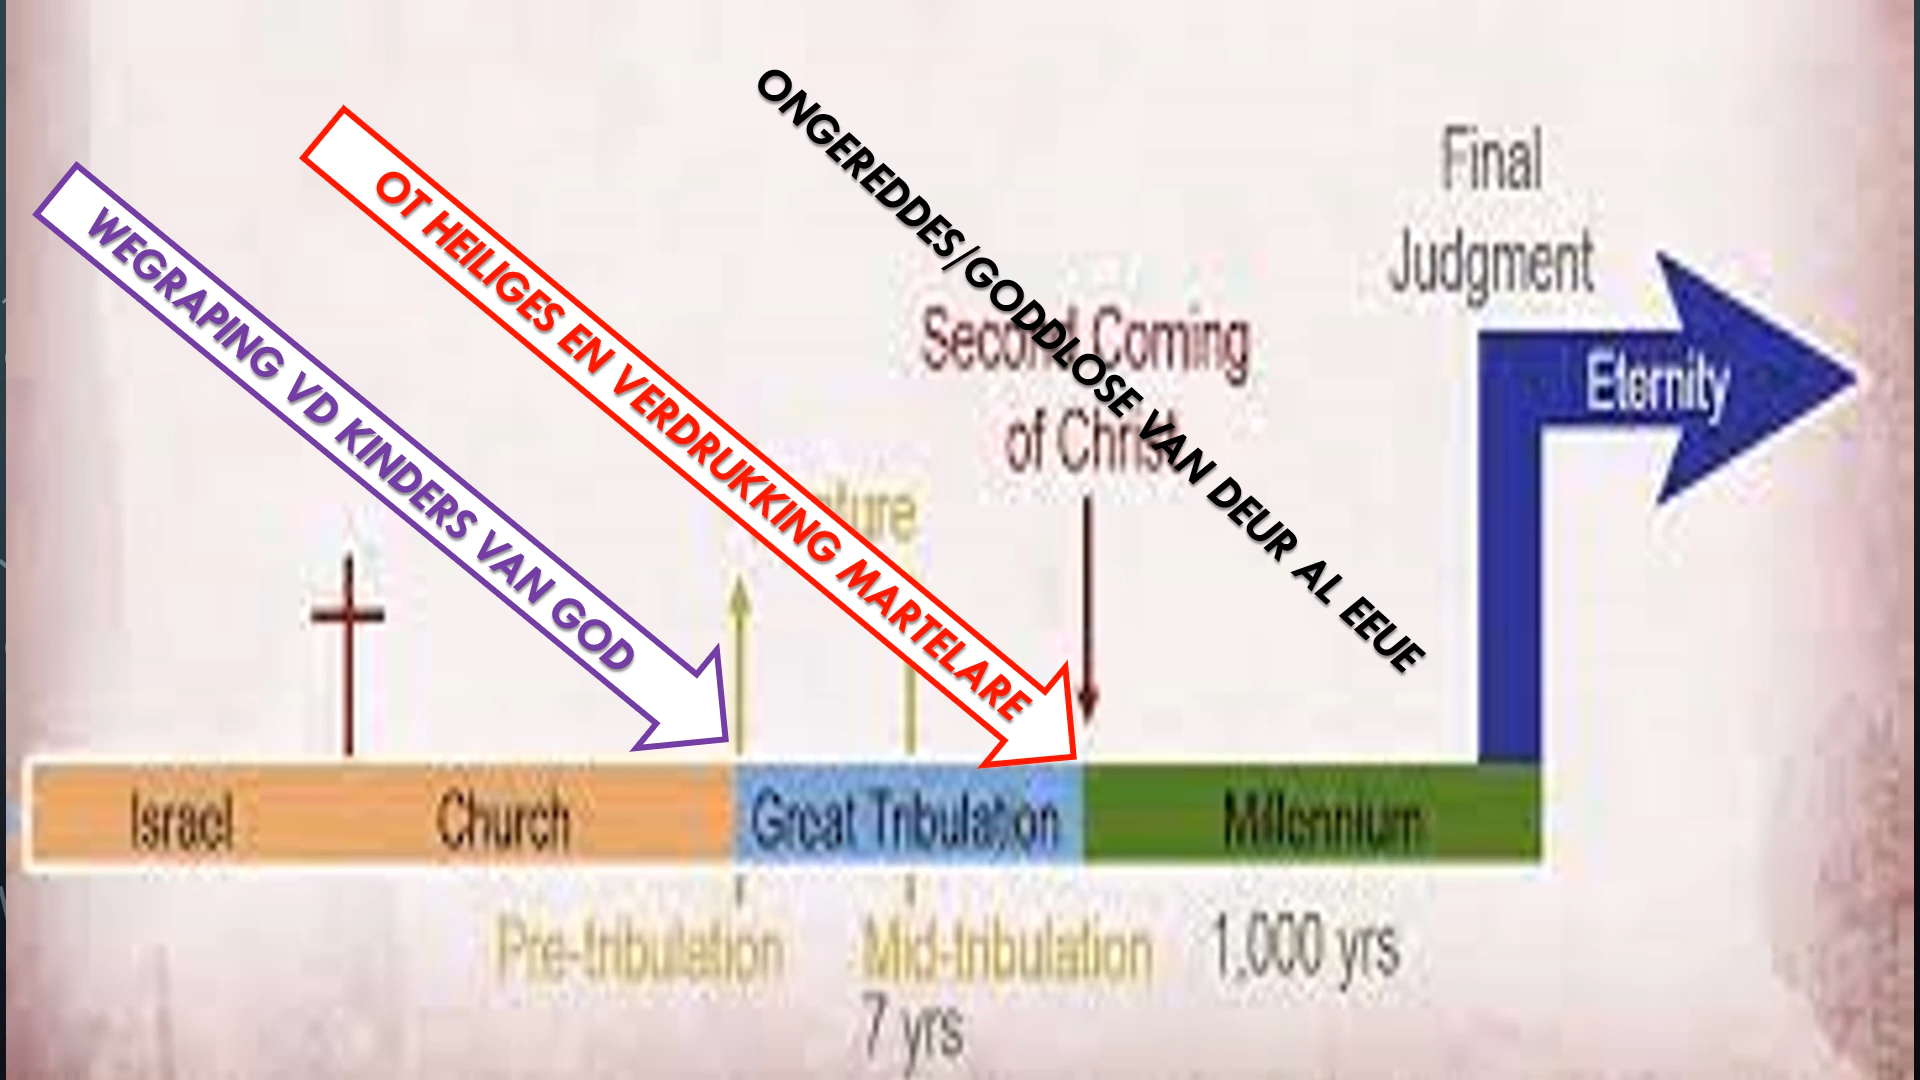 ONGEREDDES/GODDLOSE VAN DEUR AL EEUE
OT HEILIGES EN VERDRUKKING MARTELARE
WEGRAPING VD KINDERS VAN GOD
Final
Judgment
Second Coming
of Christ
Eternity
Israel
Church
Great Tribulation
Millennium
Pre-tribulation
Mid-tribulation
1,000 yrs
7 yrs